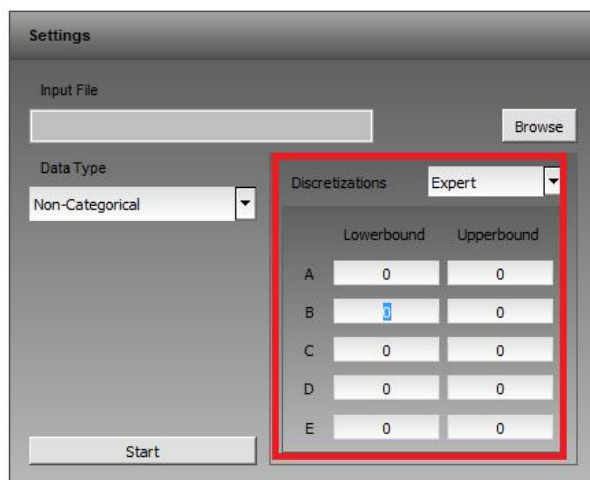 Settings
Input File
Browse
Data Type
Non-Categorical
Discretizations Expert
Lowerbound Upperbound
A 0 0
B 0 0
C 0 0
D 0 0
E 0 0
Start